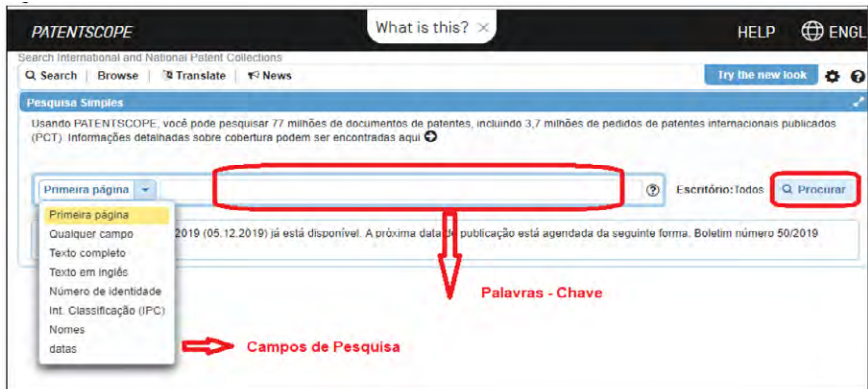 PATENTSCOPE What is this? × HELP ENGL
Search International and National Patent Collections
Search | Browse | Translate | News Try the new look
Pesquisa Simples
Usando PATENTSCOPE, você pode pesquisar 77 milhões de documentos de patentes, incluindo 3,7 milhões de pedidos de patentes internacionais publicados
(PCT). Informações detalhadas sobre cobertura podem ser encontradas aqui
Primeira página Escritório:Todos Procurar
Primeira página
Qualquer campo 2019 (05.12.2019) já está disponível. A próxima data de publicação está agendada da seguinte forma. Boletim número 50/2019
Texto completo
Texto em inglês
Número de identidade
Palavras - Chave
Int. Classificação (IPC)
Nomes
datas
Campos de Pesquisa